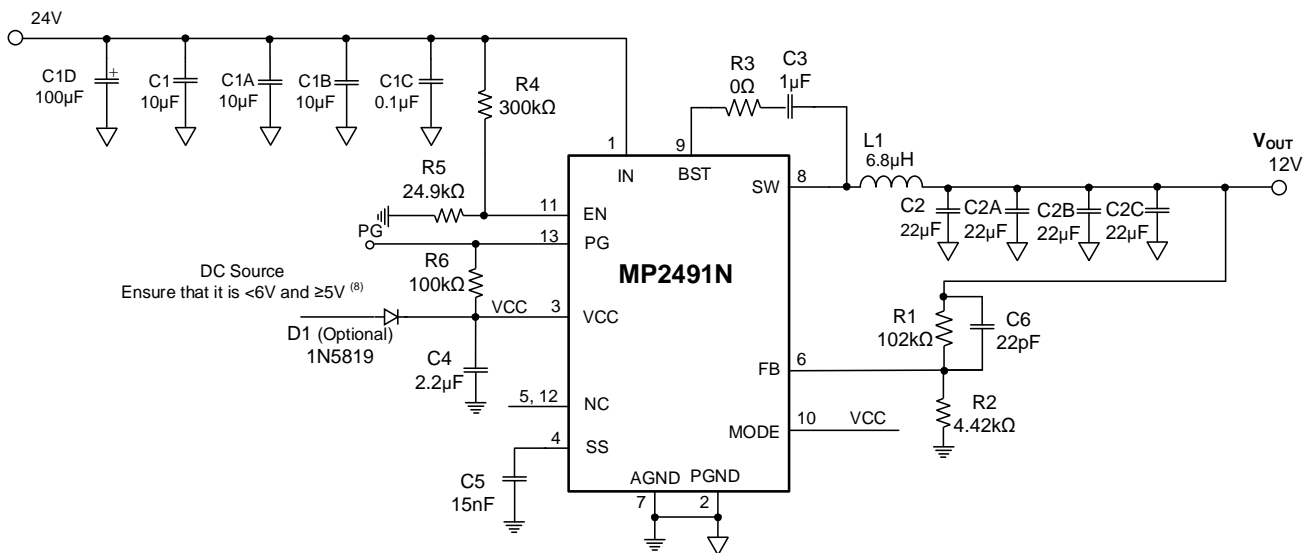 24V
C1D
100µF
+
C1
10µF
C1A
10µF
C1B
10µF
C1C
0.1µF
R4
300kΩ
R3
0Ω
C3
1µF
1
9
IN
BST
SW
8
L1
6.8µH
VOUT
12V
C2
22µF
C2A
22µF
C2B
22µF
C2C
22µF
R5
24.9kΩ
11
EN
PG
13
PG
R6
100kΩ
MP2491N
DC Source
Ensure that it is <6V and ≥5V (8)
VCC
3
VCC
D1 (Optional)
1N5819
C4
2.2µF
R1
102kΩ
C6
22pF
FB
6
5, 12
NC
R2
4.42kΩ
MODE
10
VCC
4
SS
C5
15nF
AGND
PGND
7
2